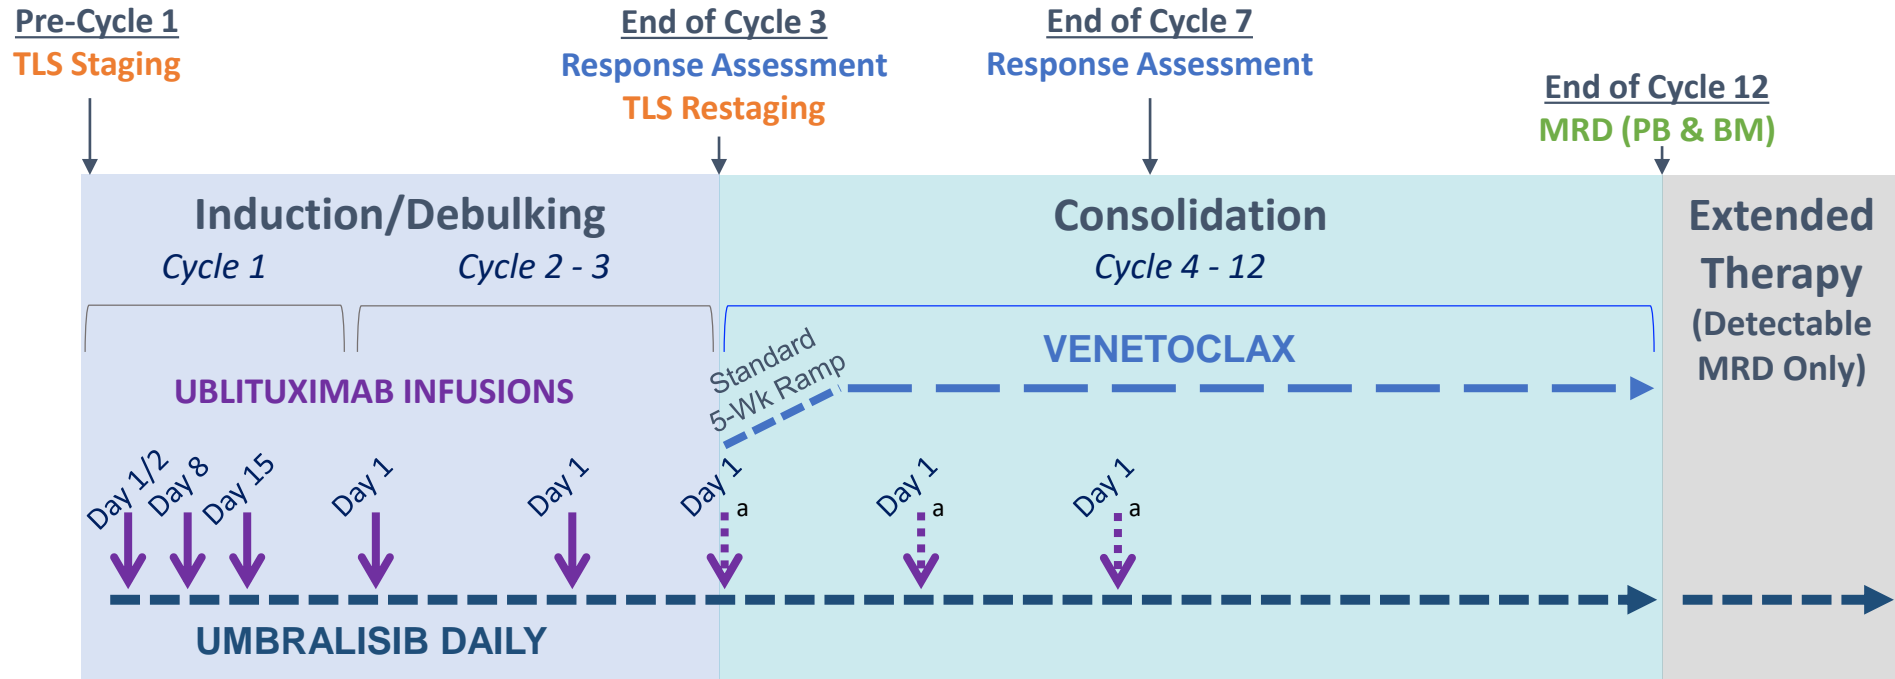 Pre-Cycle 1
TLS Staging
End of Cycle 3
Response Assessment
TLS Restaging
End of Cycle 7
Response Assessment
End of Cycle 12
MRD (PB & BM)
Induction/Debulking
Cycle 1
Cycle 2 - 3
Consolidation
Cycle 4 - 12
Extended
Therapy
(Detectable
MRD Only)
UBLITUXIMAB INFUSIONS
Standard
5-Wk Ramp
VENETOCLAX
Day 1/2
Day 8
Day 15
Day 1
Day 1
Day 1 a
Day 1 a
Day 1 a
UMBRALISIB DAILY